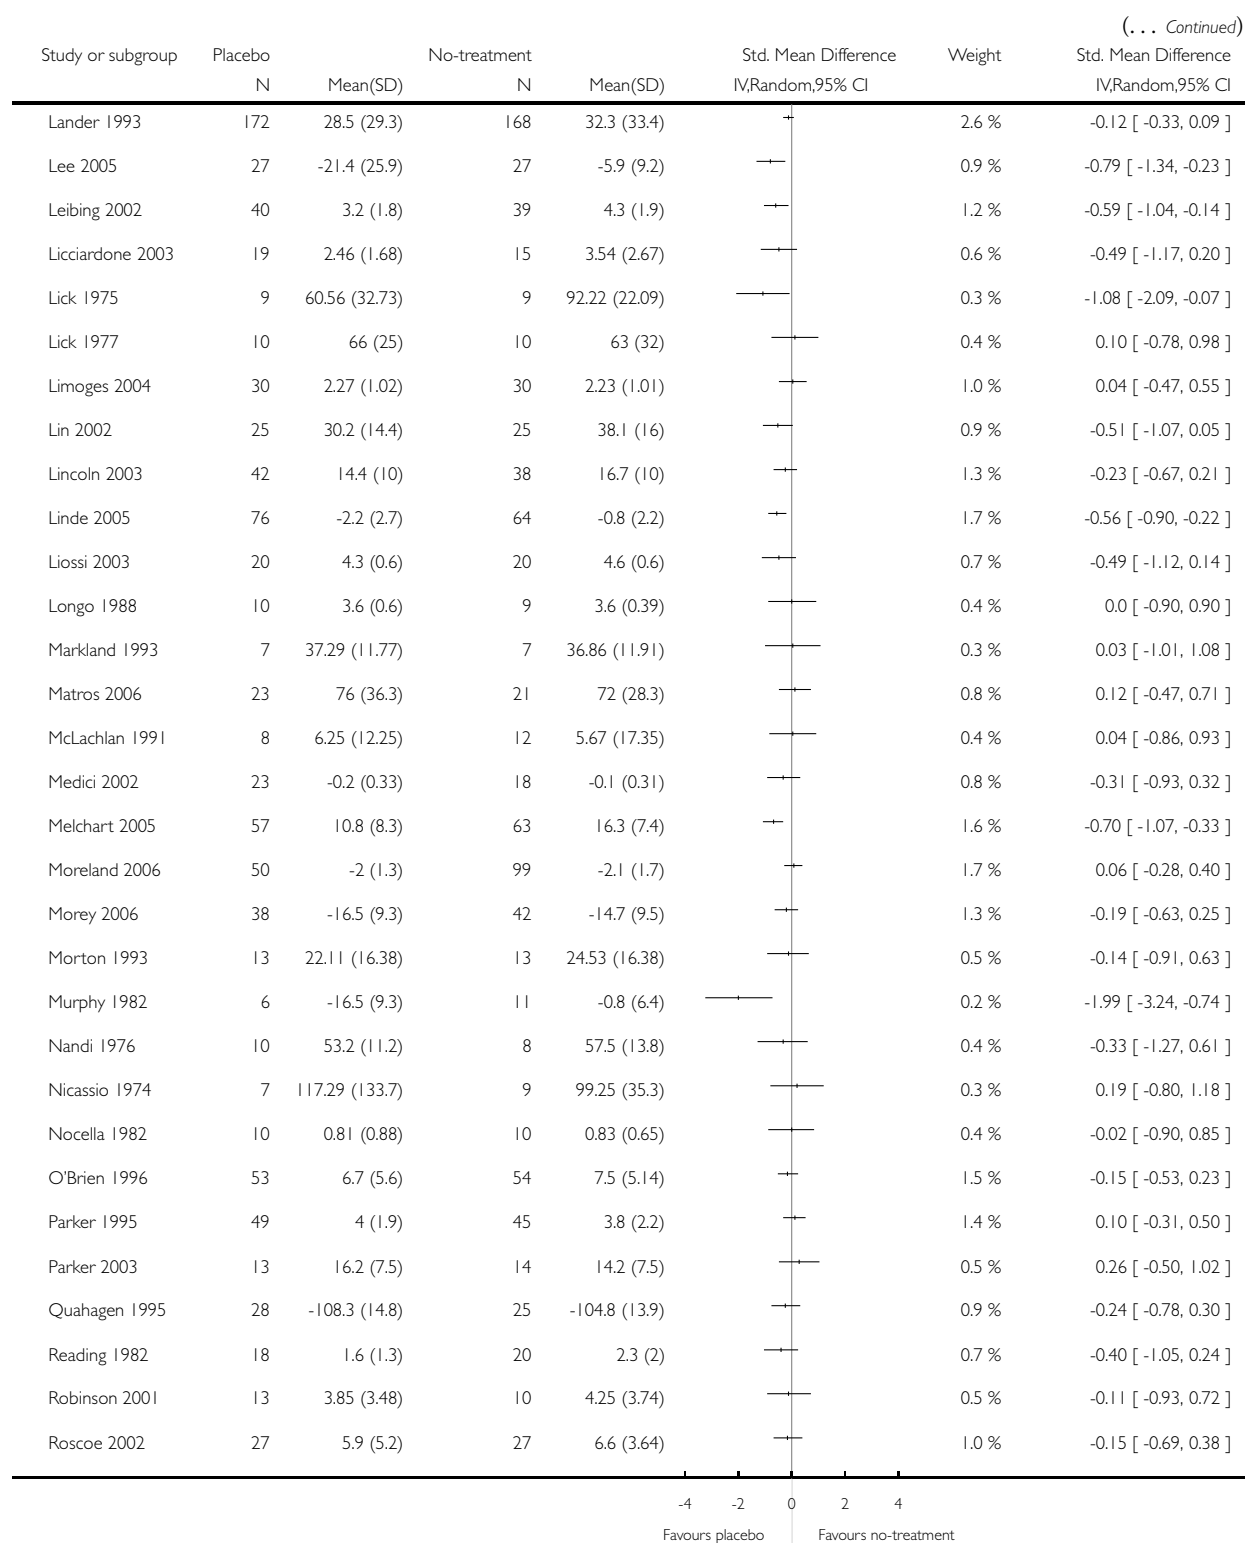 (... Continued)
Study or subgroup Placebo No-treatment Std. Mean Difference Weight Std. Mean Difference
N Mean(SD) N Mean(SD) IV,Random,95% CI IV,Random,95% CI
Lander 1993 172 28.5 (29.3) 168 32.3 (33.4) 2.6 % -0.12 [ -0.33, 0.09 ]
Lee 2005 27 -21.4 (25.9) 27 -5.9 (9.2) 0.9 % -0.79 [ -1.34, -0.23 ]
Leibing 2002 40 3.2 (1.8) 39 4.3 (1.9) 1.2 % -0.59 [ -1.04, -0.14 ]
Licciardone 2003 19 2.46 (1.68) 15 3.54 (2.67) 0.6 % -0.49 [ -1.17, 0.20 ]
Lick 1975 9 60.56 (32.73) 9 92.22 (22.09) 0.3 % -1.08 [ -2.09, -0.07 ]
Lick 1977 10 66 (25) 10 63 (32) 0.4 % 0.10 [ -0.78, 0.98 ]
Limoges 2004 30 2.27 (1.02) 30 2.23 (1.01) 1.0 % 0.04 [ -0.47, 0.55 ]
Lin 2002 25 30.2 (14.4) 25 38.1 (16) 0.9 % -0.51 [ -1.07, 0.05 ]
Lincoln 2003 42 14.4 (10) 38 16.7 (10) 1.3 % -0.23 [ -0.67, 0.21 ]
Linde 2005 76 -2.2 (2.7) 64 -0.8 (2.2) 1.7 % -0.56 [ -0.90, -0.22 ]
Liossi 2003 20 4.3 (0.6) 20 4.6 (0.6) 0.7 % -0.49 [ -1.12, 0.14 ]
Longo 1988 10 3.6 (0.6) 9 3.6 (0.39) 0.4 % 0.0 [ -0.90, 0.90 ]
Markland 1993 7 37.29 (11.77) 7 36.86 (11.91) 0.3 % 0.03 [ -1.01, 1.08 ]
Matros 2006 23 76 (36.3) 21 72 (28.3) 0.8 % 0.12 [ -0.47, 0.71 ]
McLachlan 1991 8 6.25 (12.25) 12 5.67 (17.35) 0.4 % 0.04 [ -0.86, 0.93 ]
Medici 2002 23 -0.2 (0.33) 18 -0.1 (0.31) 0.8 % -0.31 [ -0.93, 0.32 ]
Melchart 2005 57 10.8 (8.3) 63 16.3 (7.4) 1.6 % -0.70 [ -1.07, -0.33 ]
Moreland 2006 50 -2 (1.3) 99 -2.1 (1.7) 1.7 % 0.06 [ -0.28, 0.40 ]
Morey 2006 38 -16.5 (9.3) 42 -14.7 (9.5) 1.3 % -0.19 [ -0.63, 0.25 ]
Morton 1993 13 22.11 (16.38) 13 24.53 (16.38) 0.5 % -0.14 [ -0.91, 0.63 ]
Murphy 1982 6 -16.5 (9.3) 11 -0.8 (6.4) 0.2 % -1.99 [ -3.24, -0.74 ]
Nandi 1976 10 53.2 (11.2) 8 57.5 (13.8) 0.4 % -0.33 [ -1.27, 0.61 ]
Nicassio 1974 7 117.29 (133.7) 9 99.25 (35.3) 0.3 % 0.19 [ -0.80, 1.18 ]
Nocella 1982 10 0.81 (0.88) 10 0.83 (0.65) 0.4 % -0.02 [ -0.90, 0.85 ]
O'Brien 1996 53 6.7 (5.6) 54 7.5 (5.14) 1.5 % -0.15 [ -0.53, 0.23 ]
Parker 1995 49 4 (1.9) 45 3.8 (2.2) 1.4 % 0.10 [ -0.31, 0.50 ]
Parker 2003 13 16.2 (7.5) 14 14.2 (7.5) 0.5 % 0.26 [ -0.50, 1.02 ]
Quahagen 1995 28 -108.3 (14.8) 25 -104.8 (13.9) 0.9 % -0.24 [ -0.78, 0.30 ]
Reading 1982 18 1.6 (1.3) 20 2.3 (2) 0.7 % -0.40 [ -1.05, 0.24 ]
Robinson 2001 13 3.85 (3.48) 10 4.25 (3.74) 0.5 % -0.11 [ -0.93, 0.72 ]
Roscoe 2002 27 5.9 (5.2) 27 6.6 (3.64) 1.0 % -0.15 [ -0.69, 0.38 ]
-4 -2 0 2 4
Favours placebo Favours no-treatment